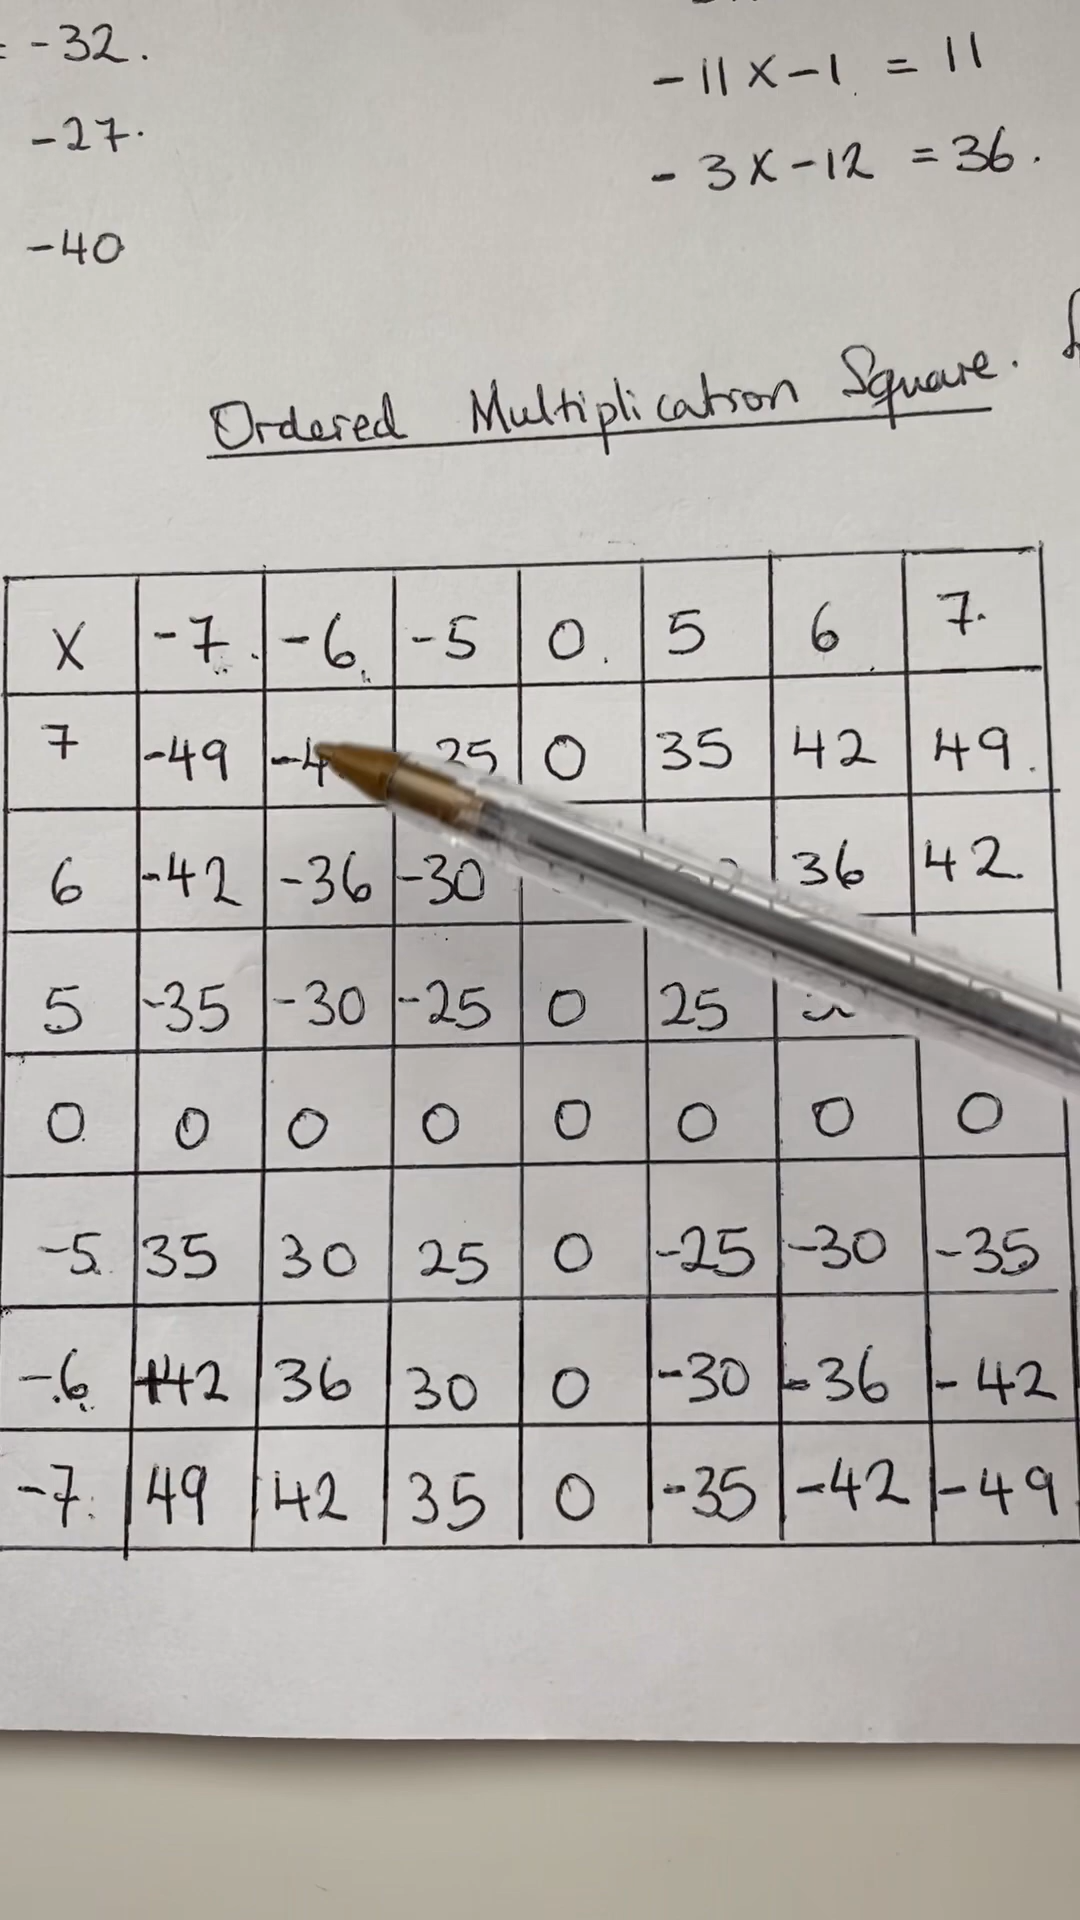 = -32.
-11 x -1 = 11
-27.
- 3 x -12 = 36.
-40
Ordered Multiplication Square.
X -7. -6. -5 0. 5 6. 7.
7 -49 -4 35 0 35 42 49.
6 -42 -36 -30 36 42.
5 -35 -30 -25 0 25
0. 0 0 0 0 0 0 0
-5. 35 30 25 0 -25 -30 -35
-6. +42 36 30 0 -30 -36 -42
-7. 49 42 35 0 -35 -42 -49